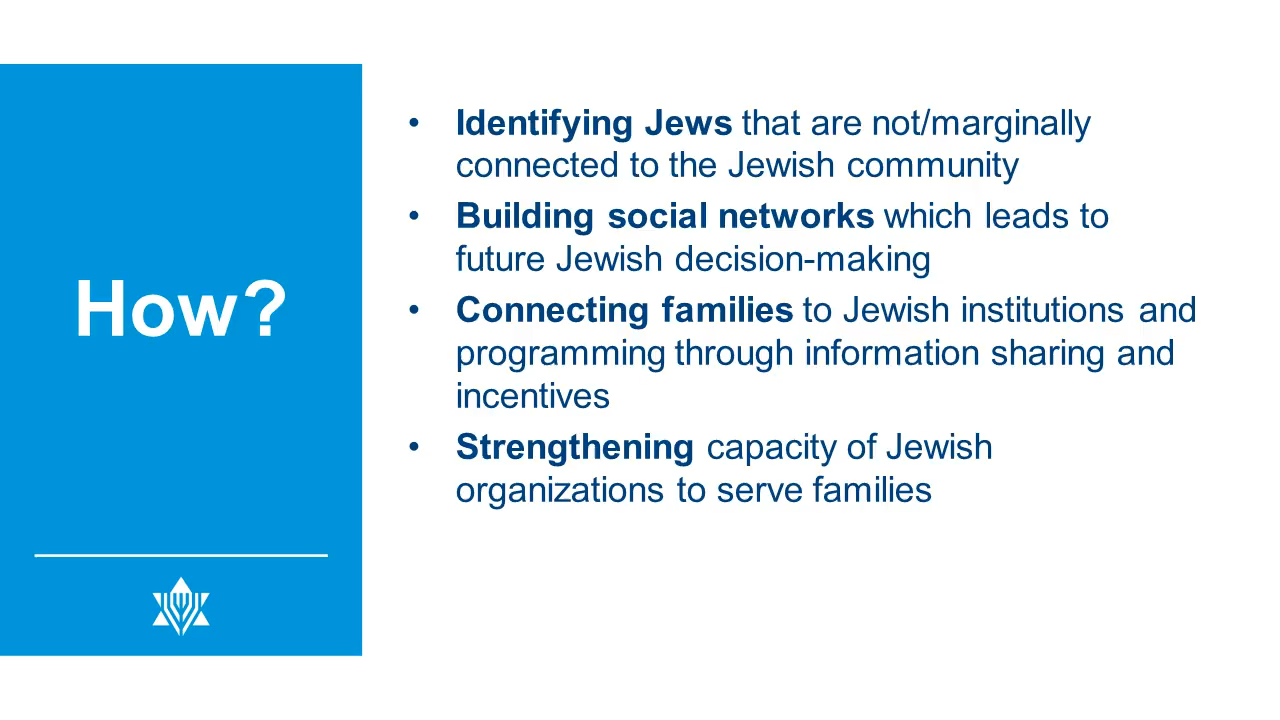 How?
• Identifying Jews that are not/marginally
connected to the Jewish community
• Building social networks which leads to
future Jewish decision-making
• Connecting families to Jewish institutions and
programming through information sharing and
incentives
• Strengthening capacity of Jewish
organizations to serve families